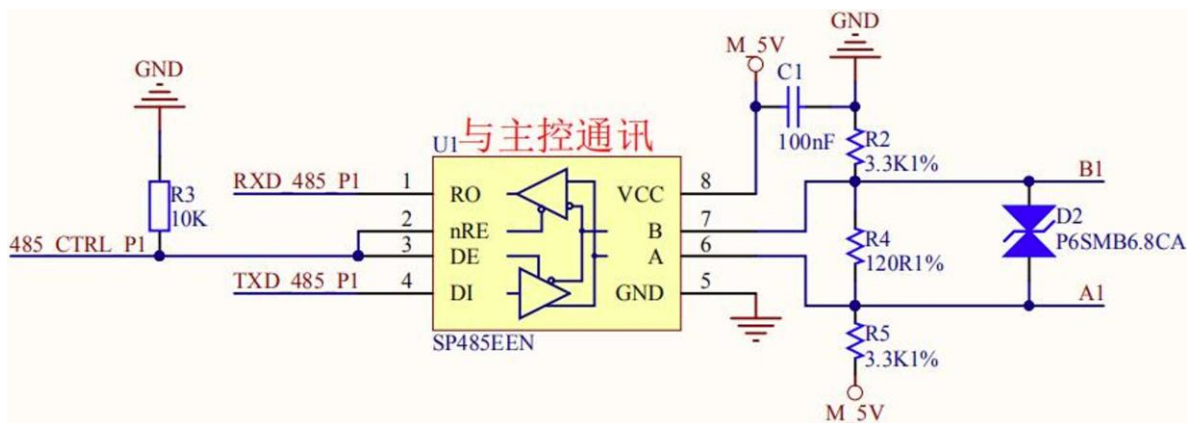 GND
M_5V
C1
GND
100nF
R2
3.3K1%
U1
与主控通讯
RXD_485_P1
1
RO
VCC
8
B1
R3
10K
2
nRE
B
7
R4
120R1%
D2
P6SMB6.8CA
485_CTRL_P1
3
DE
A
6
TXD_485_P1
4
DI
GND
5
A1
SP485EEN
R5
3.3K1%
M_5V